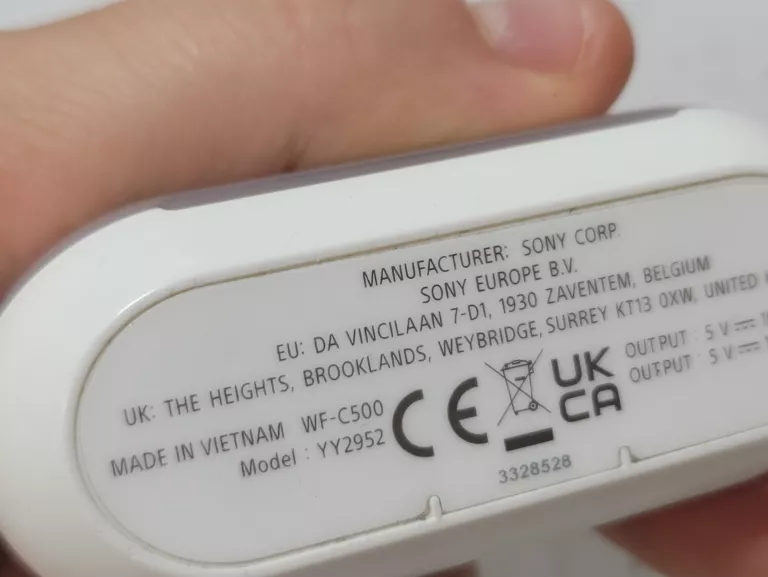 MANUFACTURER: SONY CORP.
SONY EUROPE B.V.
EU: DA VINCILAAN 7-D1, 1930 ZAVENTEM, BELGIUM
UK: THE HEIGHTS, BROOKLANDS, WEYBRIDGE, SURREY KT13 0XW, UNITED
MADE IN VIETNAM WF-C500
Model : YY2952
CE
UK
CA
OUTPUT : 5 V
OUTPUT : 5 V
3328528